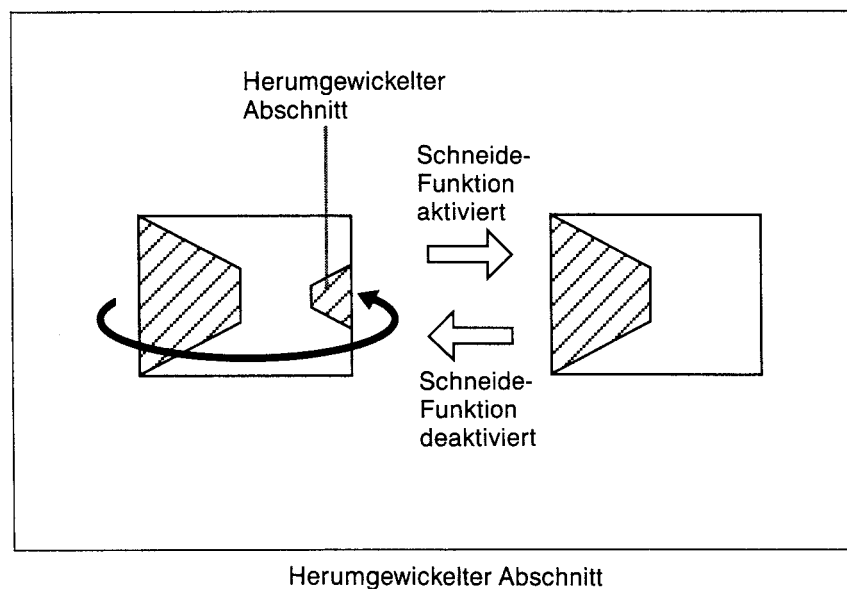 Herumgewickelter
Abschnitt
Schneide-
Funktion
aktiviert
Schneide-
Funktion
deaktiviert
Herumgewickelter Abschnitt